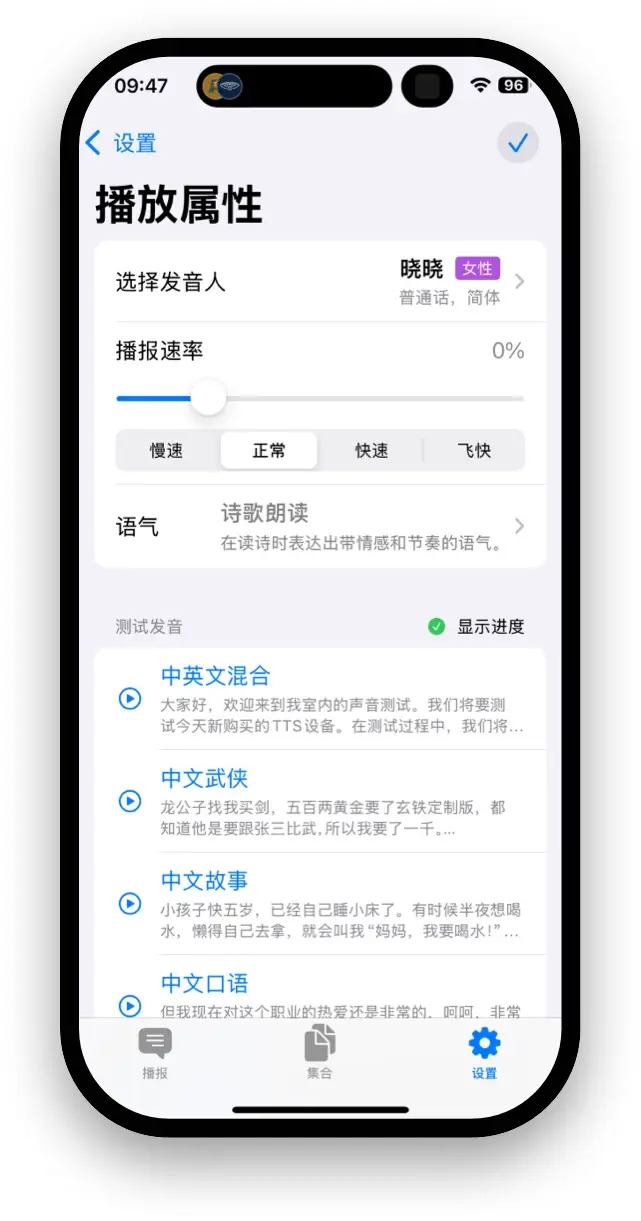 09:47
96
设置
播放属性
选择发音人
晓晓 女性
普通话，简体
播报速率 0%
慢速 正常 快速 飞快
语气
诗歌朗读
在读诗时表达出带情感和节奏的语气。
测试发音 显示进度
中英文混合
大家好，欢迎来到我室内的声音测试。我们将要测
试今天新购买的TTS设备。在测试过程中，我们将...
中文武侠
龙公子找我买剑，五百两黄金要了玄铁定制版，都
知道他是要跟张三比武,所以我要了一千。...
中文故事
小孩子快五岁，已经自己睡小床了。有时候半夜想喝
水，懒得自己去拿，就会叫我“妈妈，我要喝水!”...
中文口语
但我现在对这个职业的热爱还是非常的，呵呵，非常
播报 集合 设置